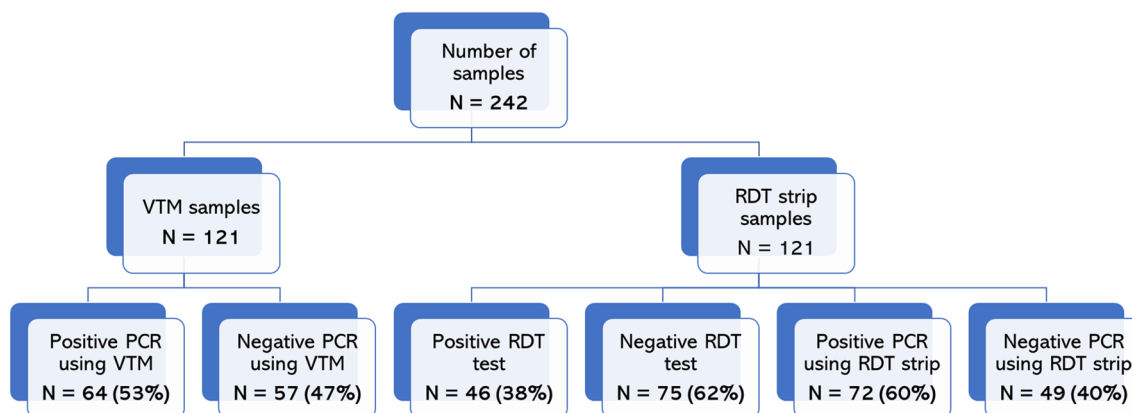 Number of
samples
N = 242
VTM samples
N = 121
RDT strip
samples
N = 121
Positive PCR
using VTM
N = 64 (53%)
Negative PCR
using VTM
N = 57 (47%)
Positive RDT
test
N = 46 (38%)
Negative RDT
test
N = 75 (62%)
Positive PCR
using RDT strip
N = 72 (60%)
Negative PCR
using RDT strip
N = 49 (40%)